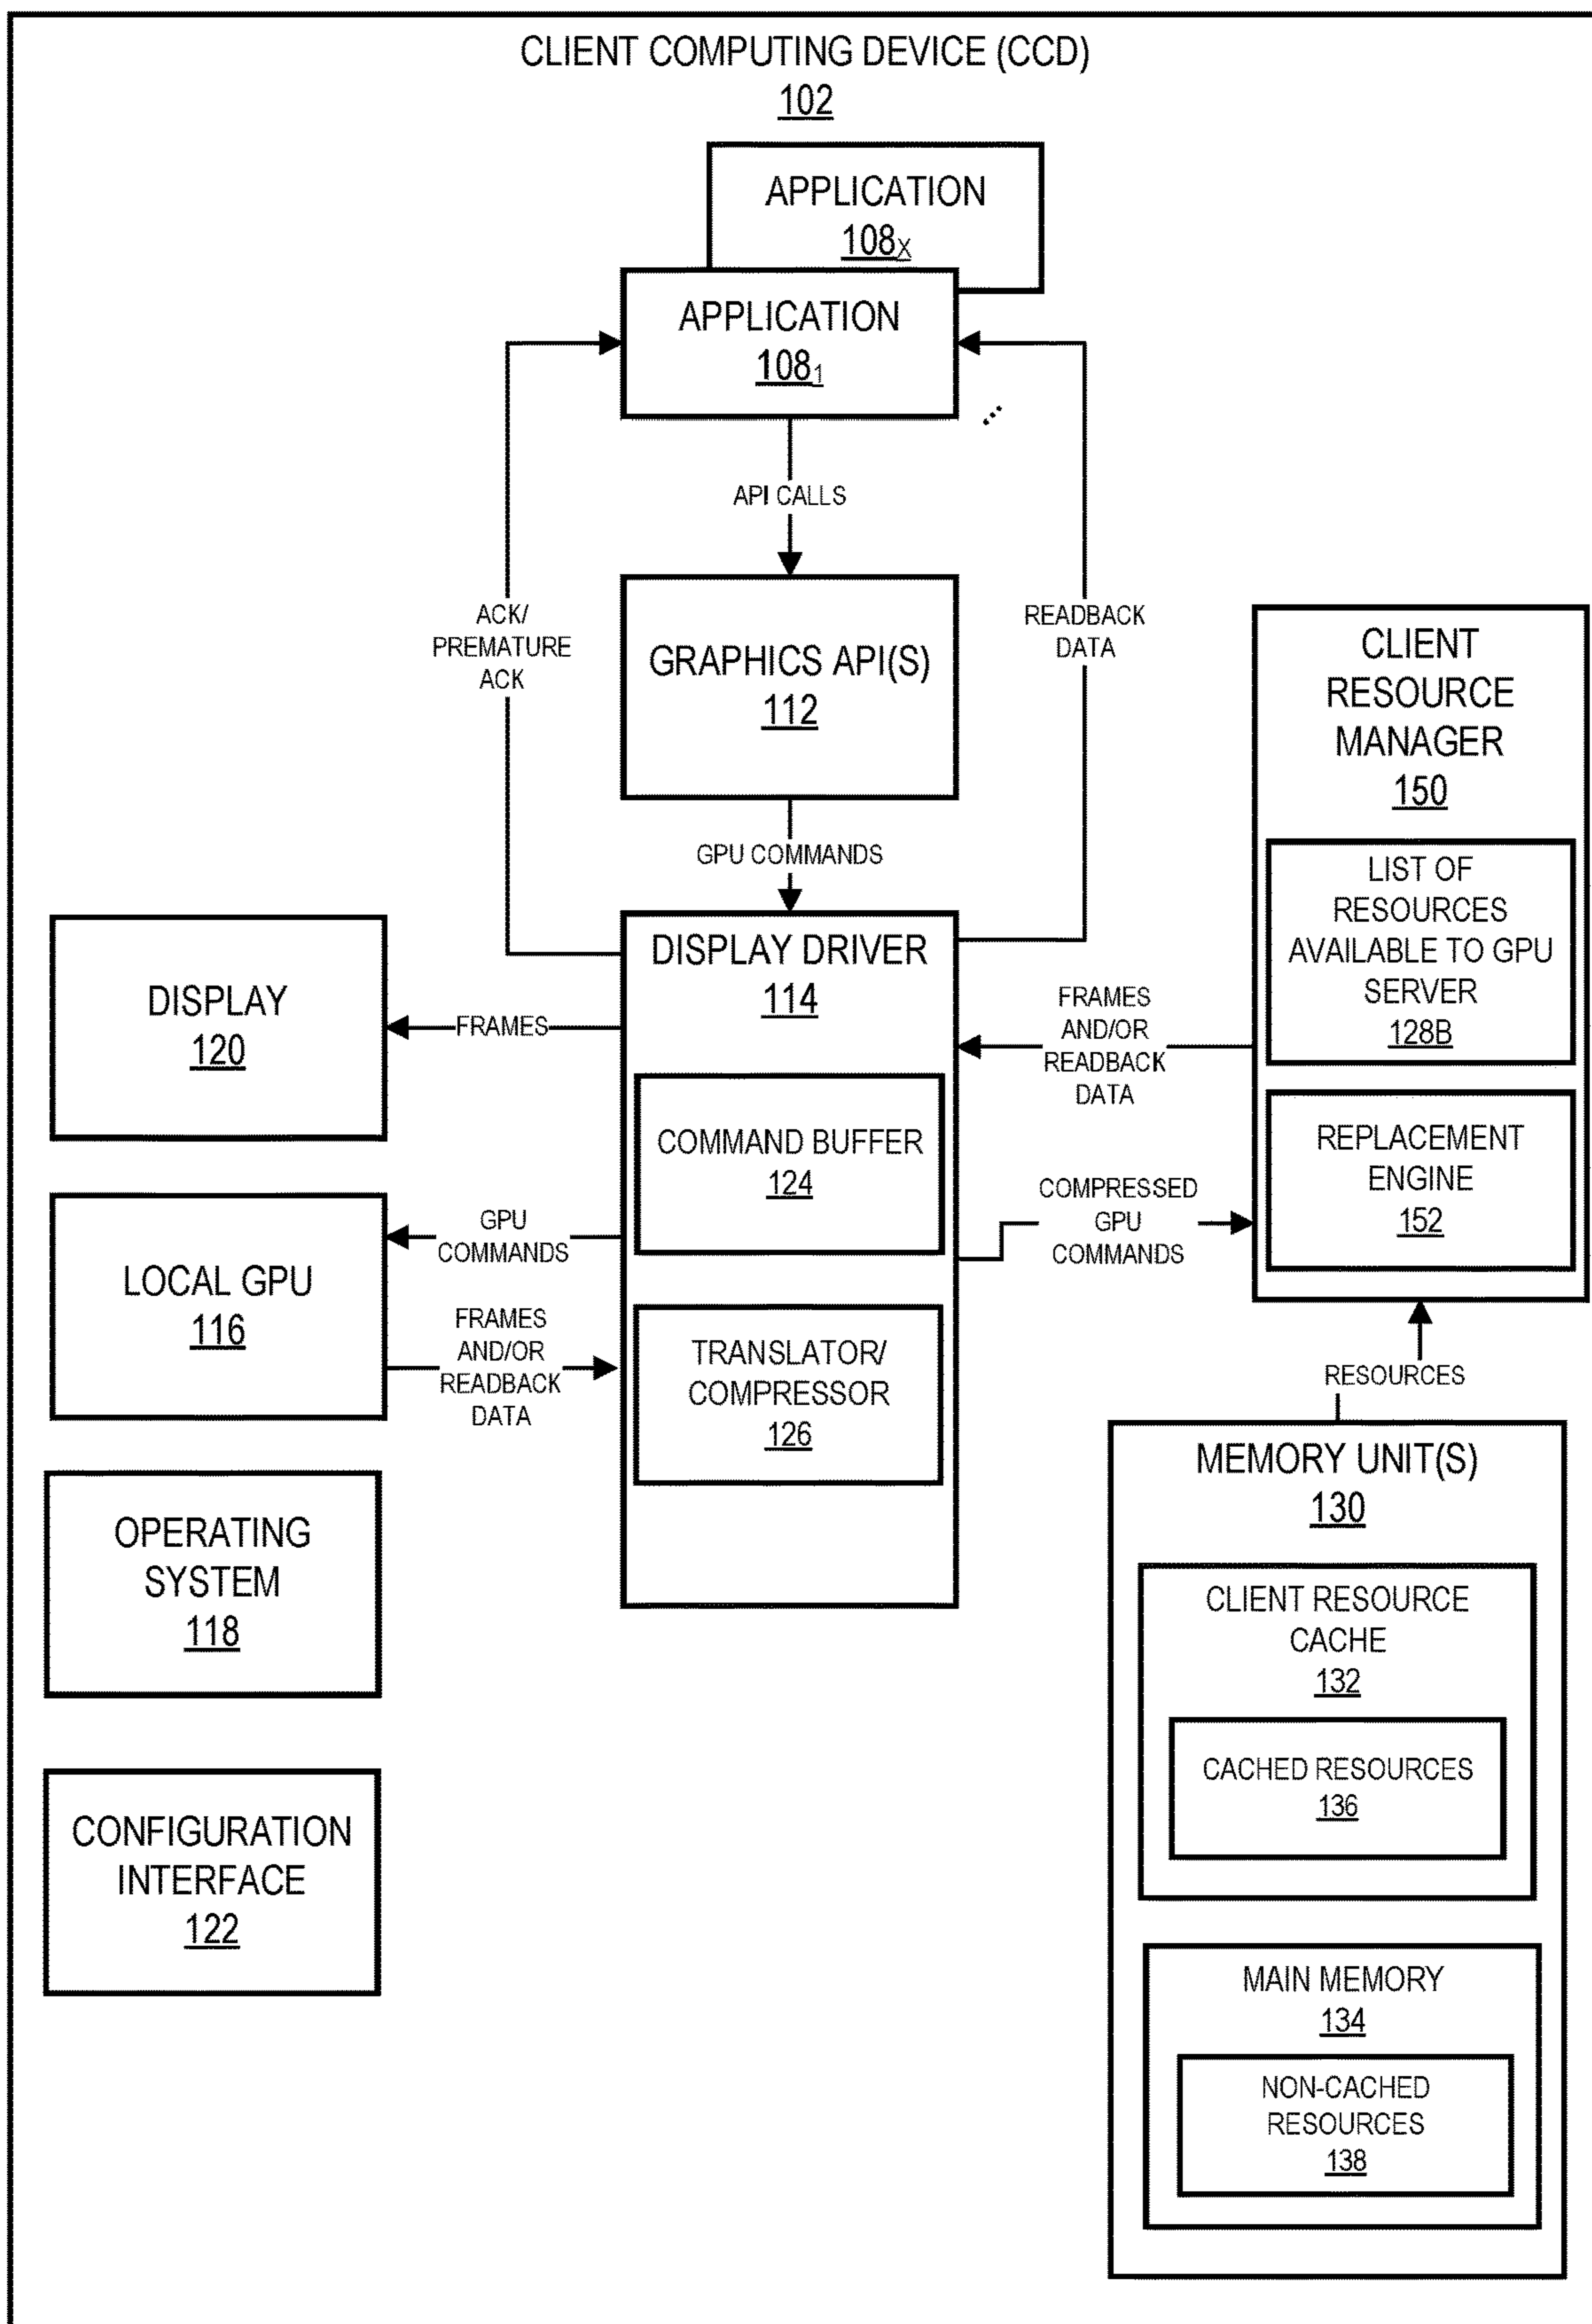 CLIENT COMPUTING DEVICE (CCD)
102
APPLICATION
108X
APPLICATION
1081
API CALLS
ACK/
PREMATURE
ACK
READBACK
DATA
GRAPHICS API(S)
112
GPU COMMANDS
CLIENT
RESOURCE
MANAGER
150
LIST OF
RESOURCES
AVAILABLE TO GPU
SERVER
128B
REPLACEMENT
ENGINE
152
DISPLAY DRIVER
114
COMMAND BUFFER
124
TRANSLATOR/
COMPRESSOR
126
FRAMES
AND/OR
READBACK
DATA
COMPRESSED
GPU
COMMANDS
DISPLAY
120
FRAMES
LOCAL GPU
116
GPU
COMMANDS
FRAMES
AND/OR
READBACK
DATA
OPERATING
SYSTEM
118
CONFIGURATION
INTERFACE
122
RESOURCES
MEMORY UNIT(S)
130
CLIENT RESOURCE
CACHE
132
CACHED RESOURCES
136
MAIN MEMORY
134
NON-CACHED
RESOURCES
138